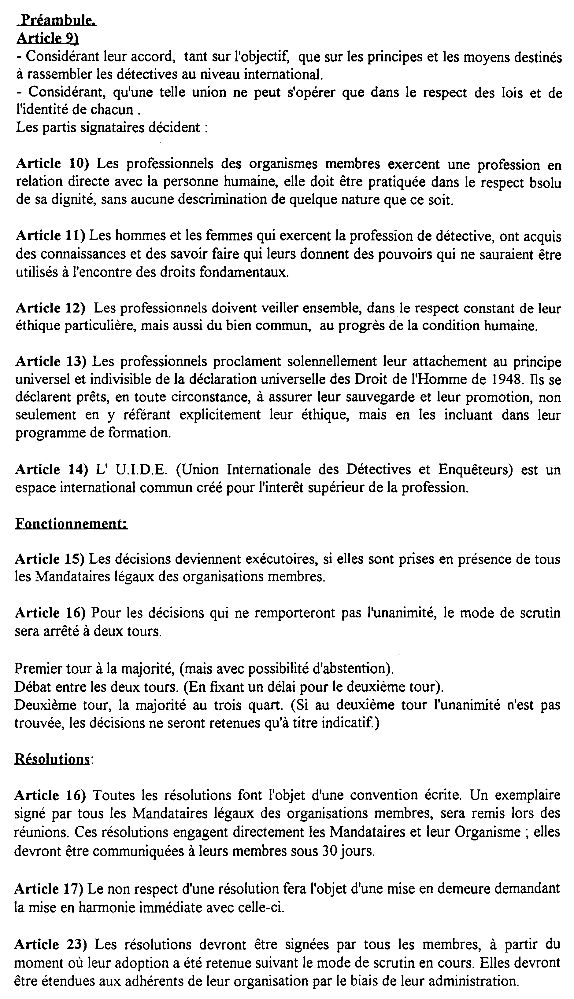 Préambule.
Article 9)
- Considérant leur accord, tant sur l'objectif, que sur les principes et les moyens destinés
à rassembler les détectives au niveau international.
- Considérant, qu'une telle union ne peut s'opérer que dans le respect des lois et de
l'identité de chacun .
Les partis signataires décident :
Article 10) Les professionnels des organismes membres exercent une profession en
relation directe avec la personne humaine, elle doit être pratiquée dans le respect bsolu
de sa dignité, sans aucune descrimination de quelque nature que ce soit.
Article 11) Les hommes et les femmes qui exercent la profession de détective, ont acquis
des connaissances et des savoir faire qui leurs donnent des pouvoirs qui ne sauraient être
utilisés à l'encontre des droits fondamentaux.
Article 12) Les professionnels doivent veiller ensemble, dans le respect constant de leur
éthique particulière, mais aussi du bien commun, au progrès de la condition humaine.
Article 13) Les professionnels proclament solennellement leur attachement au principe
universel et indivisible de la déclaration universelle des Droit de l'Homme de 1948. Ils se
déclarent prêts, en toute circonstance, à assurer leur sauvegarde et leur promotion, non
seulement en y référant explicitement leur éthique, mais en les incluant dans leur
programme de formation.
Article 14) L' U.I.D.E. (Union Internationale des Détectives et Enquêteurs) est un
espace international commun créé pour l'interêt supérieur de la profession.
Fonctionnement:
Article 15) Les décisions deviennent exécutoires, si elles sont prises en présence de tous
les Mandataires légaux des organisations membres.
Article 16) Pour les décisions qui ne remporteront pas l'unanimité, le mode de scrutin
sera arrêté à deux tours.
Premier tour à la majorité, (mais avec possibilité d'abstention).
Débat entre les deux tours. (En fixant un délai pour le deuxième tour).
Deuxième tour, la majorité au trois quart. (Si au deuxième tour l'unanimité n'est pas
trouvée, les décisions ne seront retenues qu'à titre indicatif.)
Résolutions:
Article 16) Toutes les résolutions font l'objet d'une convention écrite. Un exemplaire
signé par tous les Mandataires légaux des organisations membres, sera remis lors des
réunions. Ces résolutions engagent directement les Mandataires et leur Organisme ; elles
devront être communiquées à leurs membres sous 30 jours.
Article 17) Le non respect d'une résolution fera l'objet d'une mise en demeure demandant
la mise en harmonie immédiate avec celle-ci.
Article 23) Les résolutions devront être signées par tous les membres, à partir du
moment où leur adoption a été retenue suivant le mode de scrutin en cours. Elles devront
être étendues aux adhérents de leur organisation par le biais de leur administration.